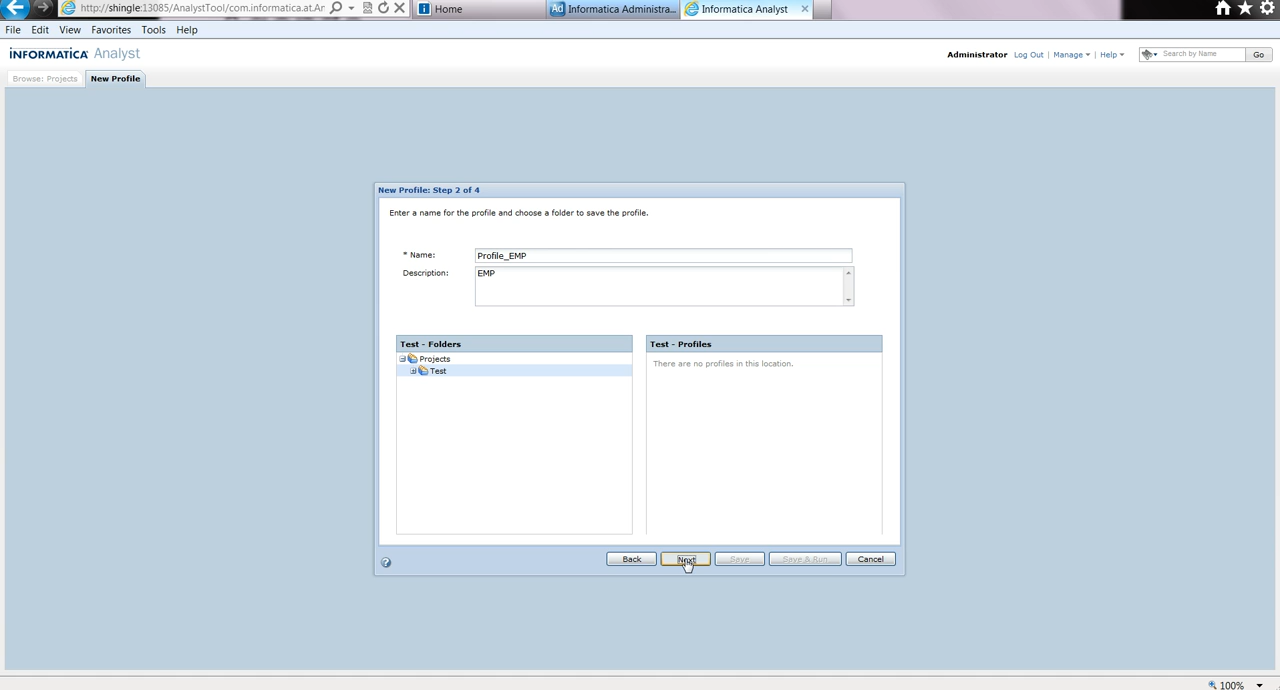 http://shingle:13085/AnalystTool/com.informatica.at.Ar
Home
Informatica Administra...
Informatica Analyst
File Edit View Favorites Tools Help
INFORMATICA Analyst
Administrator Log Out | Manage | Help
Search by Name Go
Browse: Projects New Profile
New Profile: Step 2 of 4
Enter a name for the profile and choose a folder to save the profile.
* Name: Profile_EMP
Description: EMP
Test - Folders
Projects
Test
Test - Profiles
There are no profiles in this location.
Back Next Save Save & Run Cancel
100%